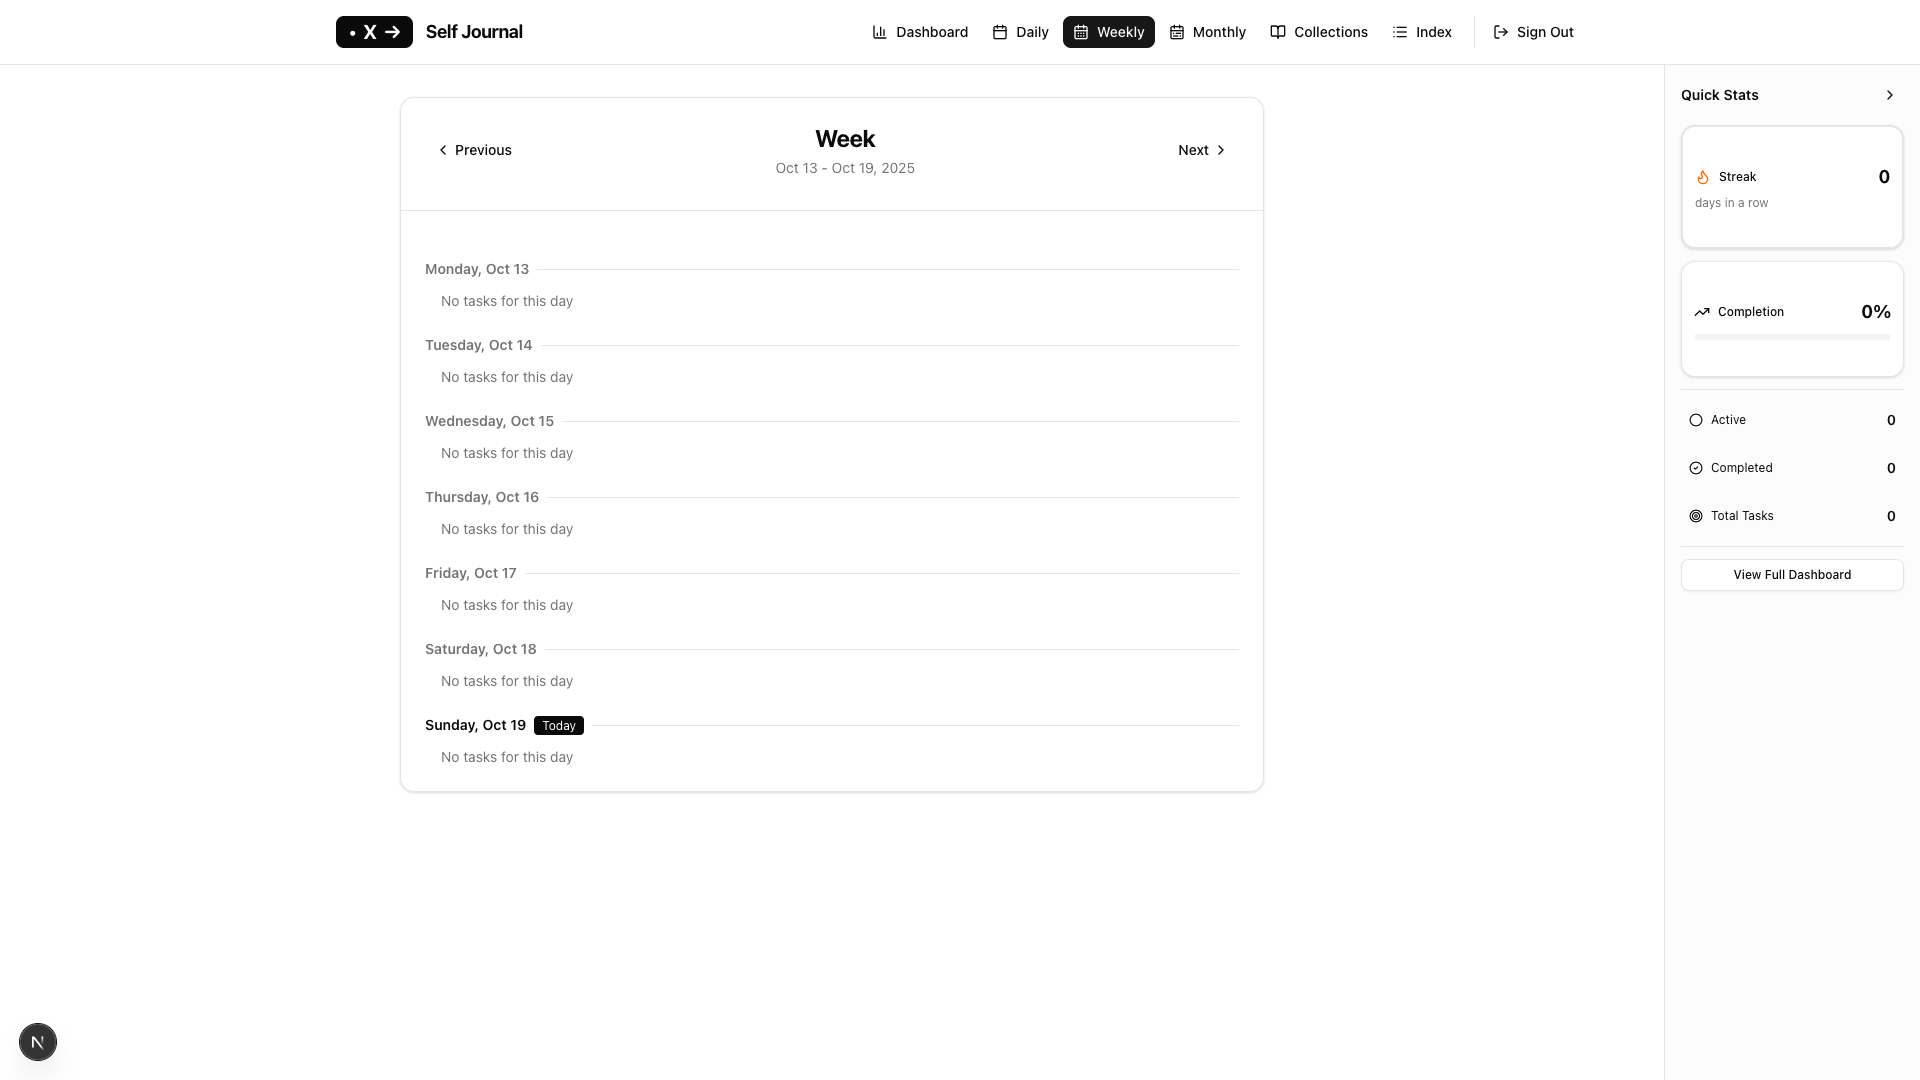 • X → Self Journal
Dashboard Daily Weekly Monthly Collections Index Sign Out
Previous
Week
Oct 13 - Oct 19, 2025
Next
Monday, Oct 13
No tasks for this day
Tuesday, Oct 14
No tasks for this day
Wednesday, Oct 15
No tasks for this day
Thursday, Oct 16
No tasks for this day
Friday, Oct 17
No tasks for this day
Saturday, Oct 18
No tasks for this day
Sunday, Oct 19 Today
No tasks for this day
Quick Stats
Streak 0
days in a row
Completion 0%
Active 0
Completed 0
Total Tasks 0
View Full Dashboard
N